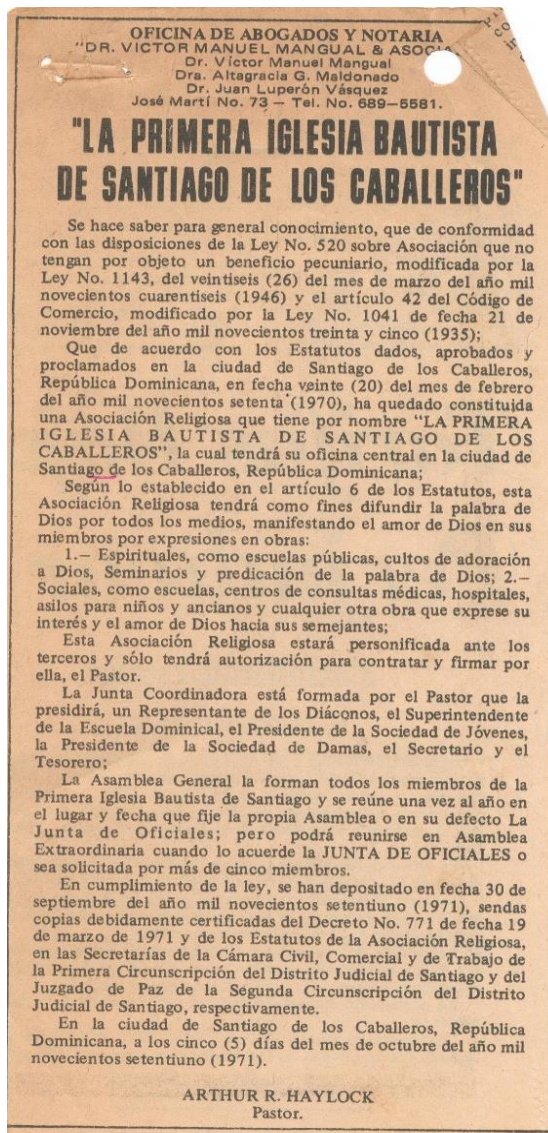 OFICINA DE ABOGADOS Y NOTARIA
"DR. VICTOR MANUEL MANGUAL & ASOCIA
Dr. Víctor Manuel Mangual
Dra. Altagracia G. Maldonado
Dr. Juan Luperón Vásquez
José Martí No. 73 — Tel. No. 689-5581.
"LA PRIMERA IGLESIA BAUTISTA
DE SANTIAGO DE LOS CABALLEROS"
Se hace saber para general conocimiento, que de conformidad
con las disposiciones de la Ley No. 520 sobre Asociación que no
tengan por objeto un beneficio pecuniario, modificada por la
Ley No. 1143, del veintiseis (26) del mes de marzo del año mil
novecientos cuarentiseis (1946) y el artículo 42 del Código de
Comercio, modificado por la Ley No. 1041 de fecha 21 de
noviembre del año mil novecientos treinta y cinco (1935);
Que de acuerdo con los Estatutos dados, aprobados y
proclamados en la ciudad de Santiago de los Caballeros,
República Dominicana, en fecha veinte (20) del mes de febrero
del año mil novecientos setenta (1970), ha quedado constituida
una Asociación Religiosa que tiene por nombre "LA PRIMERA
IGLESIA BAUTISTA DE SANTIAGO DE LOS
CABALLEROS", la cual tendrá su oficina central en la ciudad de
Santiago de los Caballeros, República Dominicana;
Según lo establecido en el artículo 6 de los Estatutos, esta
Asociación Religiosa tendrá como fines difundir la palabra de
Dios por todos los medios, manifestando el amor de Dios en sus
miembros por expresiones en obras:
1.— Espirituales, como escuelas públicas, cultos de adoración
a Dios, Seminarios y predicación de la palabra de Dios; 2.—
Sociales, como escuelas, centros de consultas médicas, hospitales,
asilos para niños y ancianos y cualquier otra obra que exprese su
interés y el amor de Dios hacia sus semejantes;
Esta Asociación Religiosa estará personificada ante los
terceros y sólo tendrá autorización para contratar y firmar por
ella, el Pastor.
La Junta Coordinadora está formada por el Pastor que la
presidirá, un Representante de los Diáconos, el Superintendente
de la Escuela Dominical, el Presidente de la Sociedad de Jóvenes,
la Presidente de la Sociedad de Damas, el Secretario y el
Tesorero;
La Asamblea General la forman todos los miembros de la
Primera Iglesia Bautista de Santiago y se reúne una vez al año en
el lugar y fecha que fije la propia Asamblea o en su defecto La
Junta de Oficiales; pero podrá reunirse en Asamblea
Extraordinaria cuando lo acuerde la JUNTA DE OFICIALES o
sea solicitada por más de cinco miembros.
En cumplimiento de la ley, se han depositado en fecha 30 de
septiembre del año mil novecientos setentiuno (1971), sendas
copias debidamente certificadas del Decreto No. 771 de fecha 19
de marzo de 1971 y de los Estatutos de la Asociación Religiosa,
en las Secretarías de la Cámara Civil, Comercial y de Trabajo de
la Primera Circunscripción del Distrito Judicial de Santiago y del
Juzgado de Paz de la Segunda Circunscripción del Distrito
Judicial de Santiago, respectivamente.
En la ciudad de Santiago de los Caballeros, República
Dominicana, a los cinco (5) días del mes de octubre del año mil
novecientos setentiuno (1971).
ARTHUR R. HAYLOCK
Pastor.